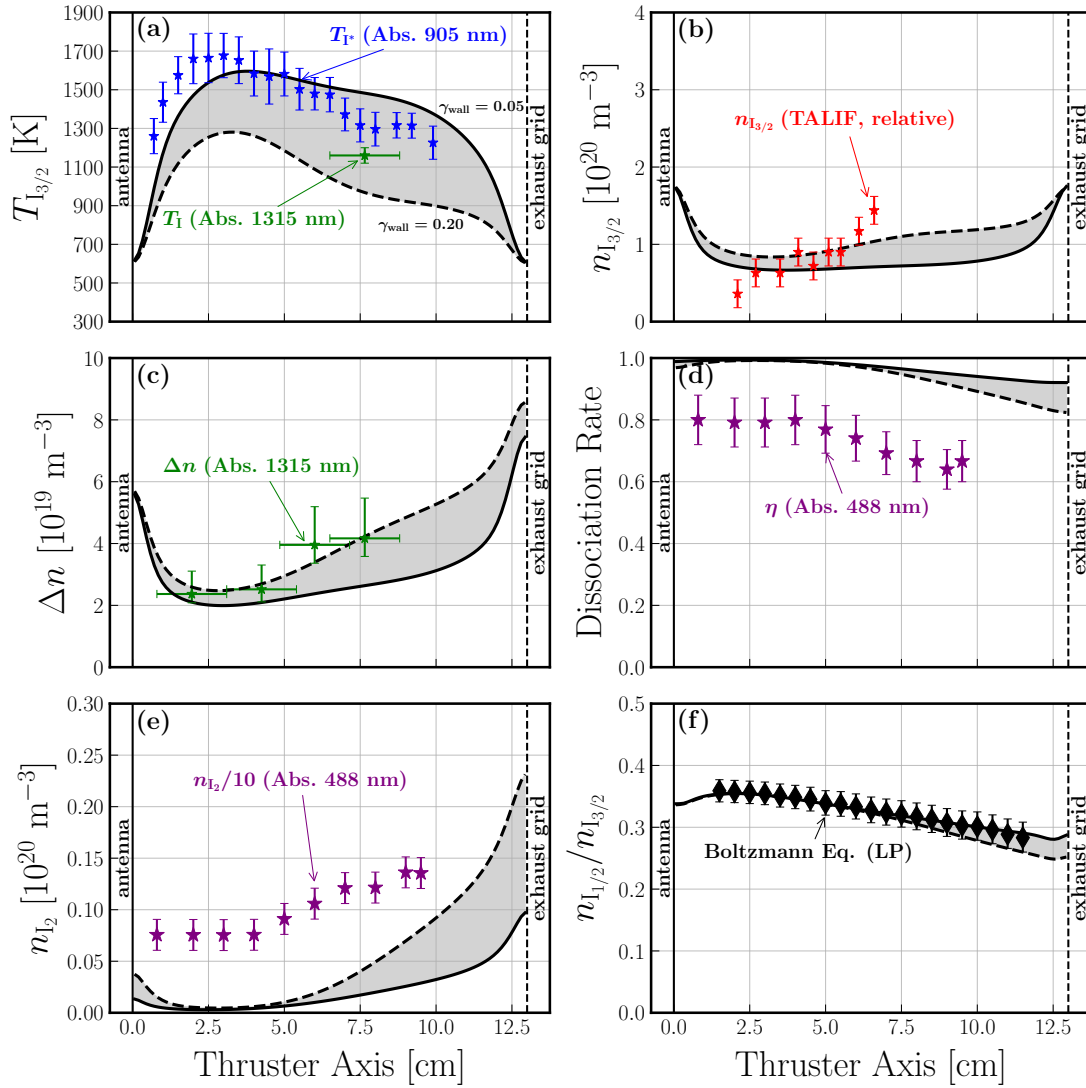 (a)
T_I* (Abs. 905 nm)
γ_wall = 0.05
T_I (Abs. 1315 nm)
γ_wall = 0.20
antenna
exhaust grid
T_{I_{3/2}} [K]
1900
1700
1500
1300
1100
900
700
500
300
(b)
n_{I_{3/2}} (TALIF, relative)
antenna
exhaust grid
n_{I_{3/2}} [10^20 m^−3]
4
3
2
1
0
(c)
Δn (Abs. 1315 nm)
antenna
exhaust grid
Δn [10^19 m^−3]
10
8
6
4
2
0
(d)
η (Abs. 488 nm)
antenna
exhaust grid
Dissociation Rate
1.0
0.8
0.6
0.4
0.2
0.0
(e)
n_{I_2}/10 (Abs. 488 nm)
antenna
exhaust grid
n_{I_2} [10^20 m^−3]
0.30
0.25
0.20
0.15
0.10
0.05
0.00
0.0 2.5 5.0 7.5 10.0 12.5
Thruster Axis [cm]
(f)
Boltzmann Eq. (LP)
antenna
exhaust grid
n_{I_{1/2}}/n_{I_{3/2}}
0.5
0.4
0.3
0.2
0.1
0.0
0.0 2.5 5.0 7.5 10.0 12.5
Thruster Axis [cm]